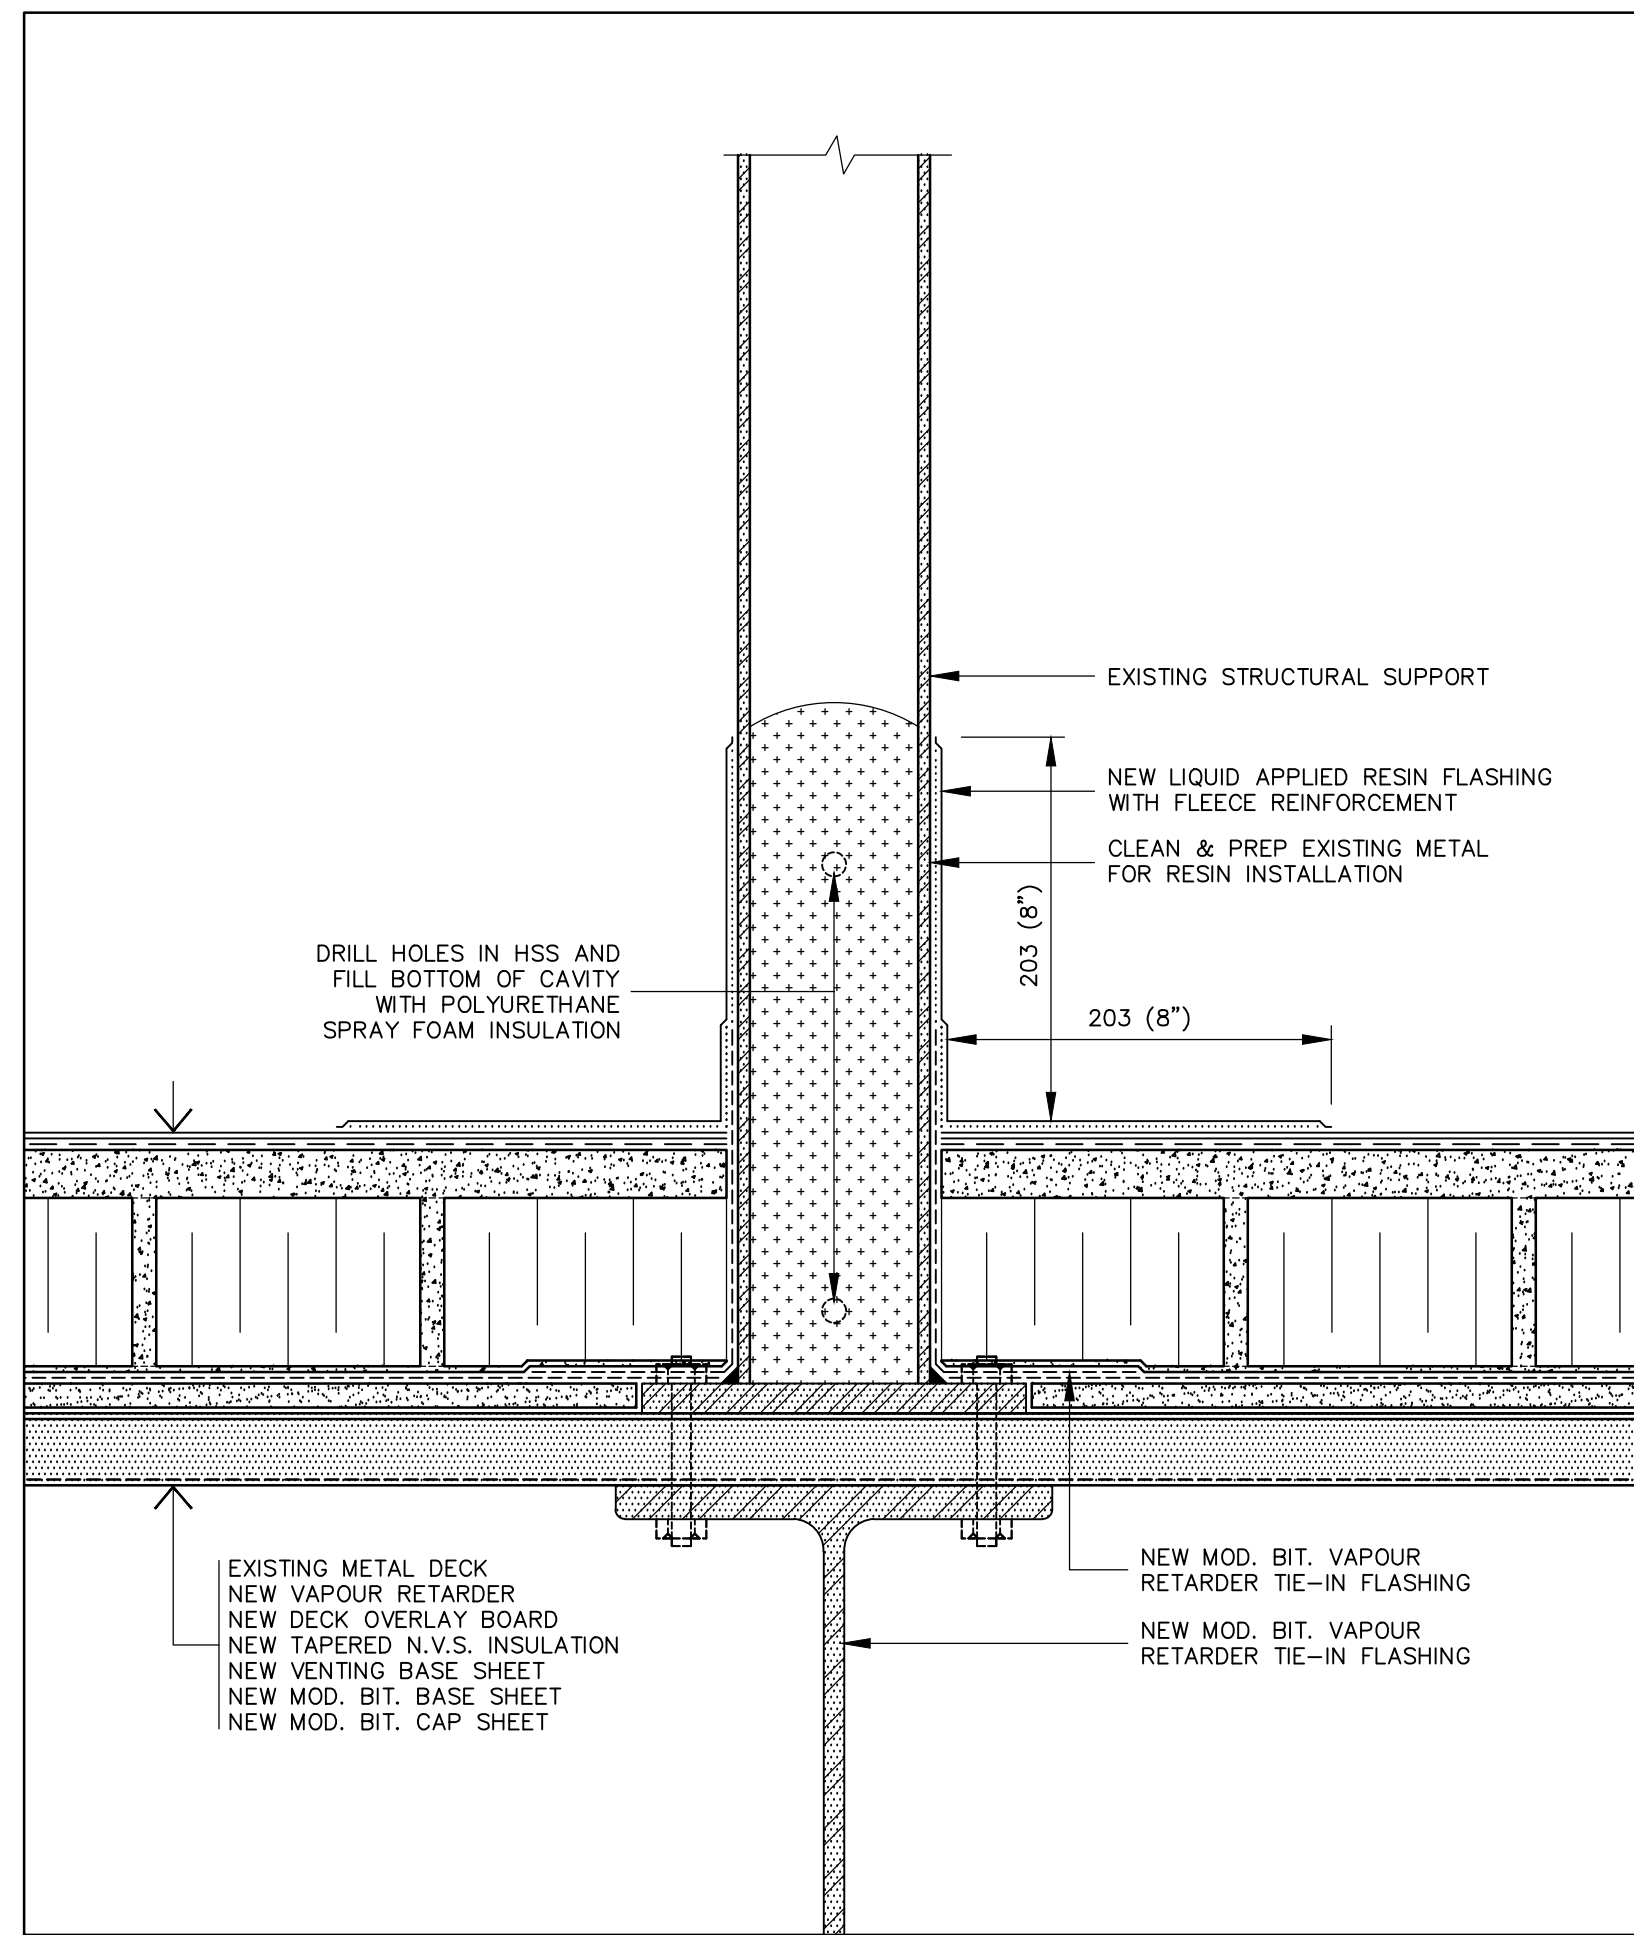 EXISTING STRUCTURAL SUPPORT
NEW LIQUID APPLIED RESIN FLASHING
WITH FLEECE REINFORCEMENT
CLEAN & PREP EXISTING METAL
FOR RESIN INSTALLATION
203 (8")
203 (8")
DRILL HOLES IN HSS AND
FILL BOTTOM OF CAVITY
WITH POLYURETHANE
SPRAY FOAM INSULATION
EXISTING METAL DECK
NEW VAPOUR RETARDER
NEW DECK OVERLAY BOARD
NEW TAPERED N.V.S. INSULATION
NEW VENTING BASE SHEET
NEW MOD. BIT. BASE SHEET
NEW MOD. BIT. CAP SHEET
NEW MOD. BIT. VAPOUR
RETARDER TIE-IN FLASHING
NEW MOD. BIT. VAPOUR
RETARDER TIE-IN FLASHING